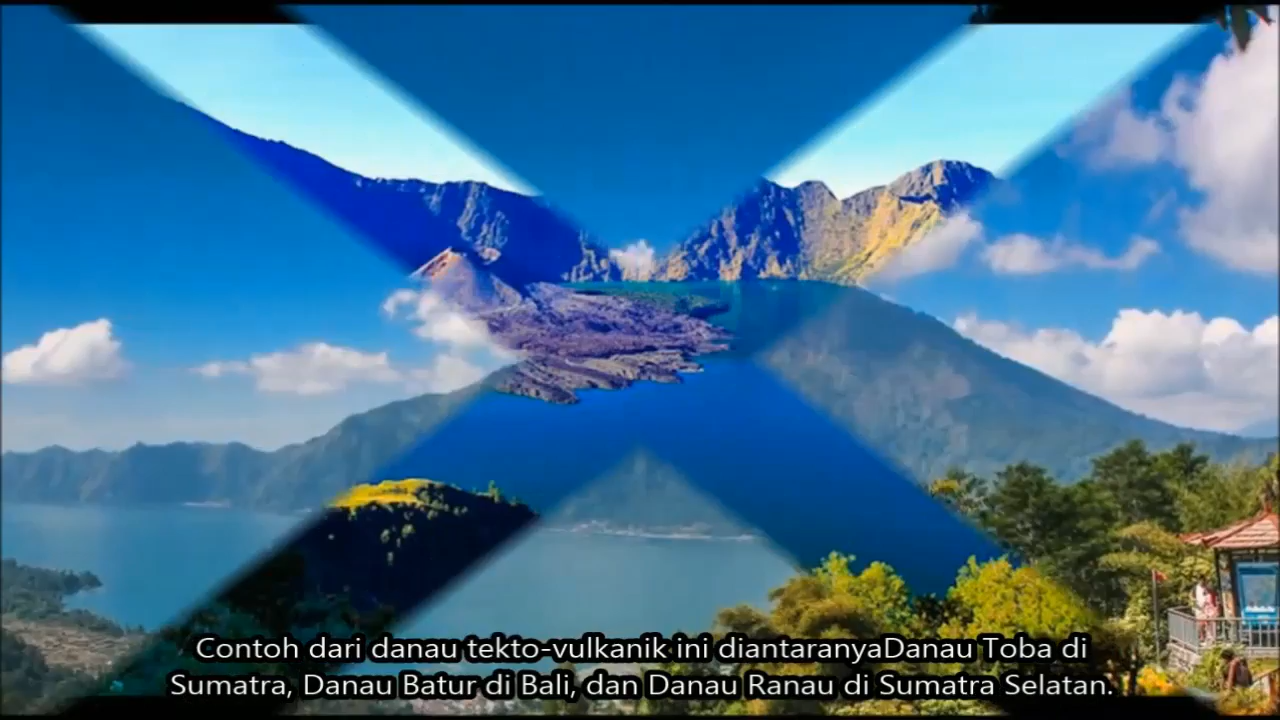 Contoh dari danau tekto-vulkanik ini diantaranyaDanau Toba di
Sumatra, Danau Batur di Bali, dan Danau Ranau di Sumatra Selatan.